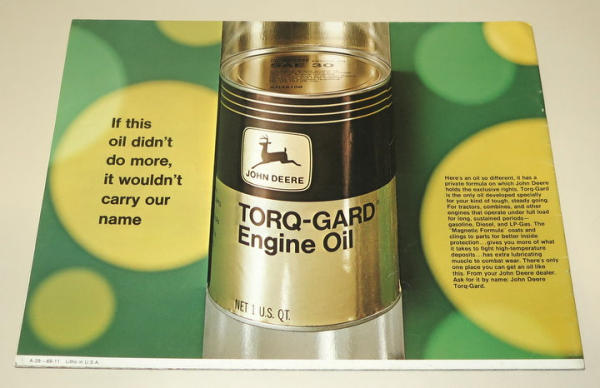 If this
oil didn't
do more,
it wouldn't
carry our
name
SAE 30
JOHN DEERE
TORQ-GARD
Engine Oil
NET 1 U.S. QT.
Here's an oil so different, it has a
private formula on which John Deere
holds the exclusive rights. Torq-Gard
is the only oil developed specially
for your kind of tough, steady going.
For tractors, combines, and other
engines that operate under full load
for long, sustained periods—
gasoline, Diesel, and LP-Gas. The
"Magnetic Formula" coats and
clings to parts for better inside
protection...gives you more of what
it takes to fight high-temperature
deposits...has extra lubricating
muscle to combat wear. There's only
one place you can get an oil like
this. From your John Deere dealer.
Ask for it by name: John Deere
Torq-Gard.
Litho in U.S.A.